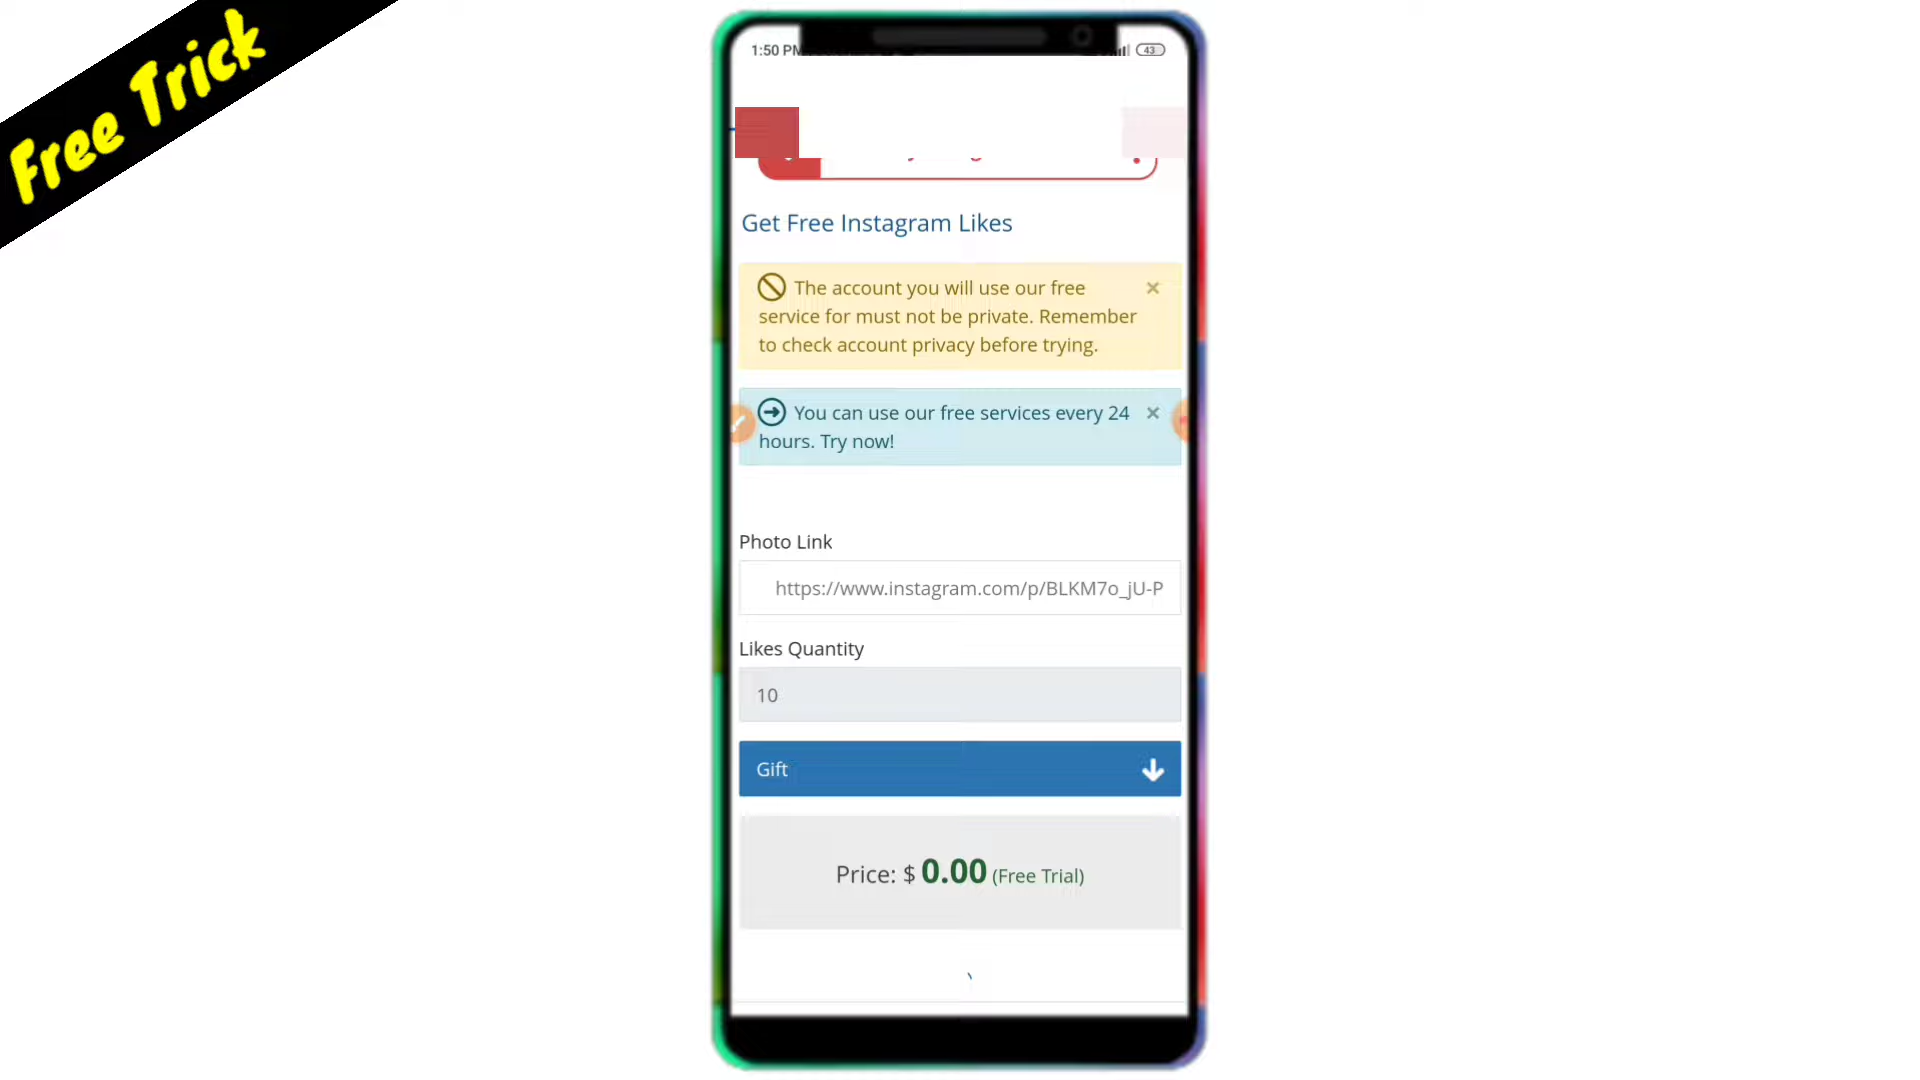 Free Trick
1:50 PM
43
Get Free Instagram Likes
The account you will use our free
service for must not be private. Remember
to check account privacy before trying.
You can use our free services every 24
hours. Try now!
Photo Link
https://www.instagram.com/p/BLKM7o_jU-P
Likes Quantity
10
Gift
Price: $ 0.00 (Free Trial)